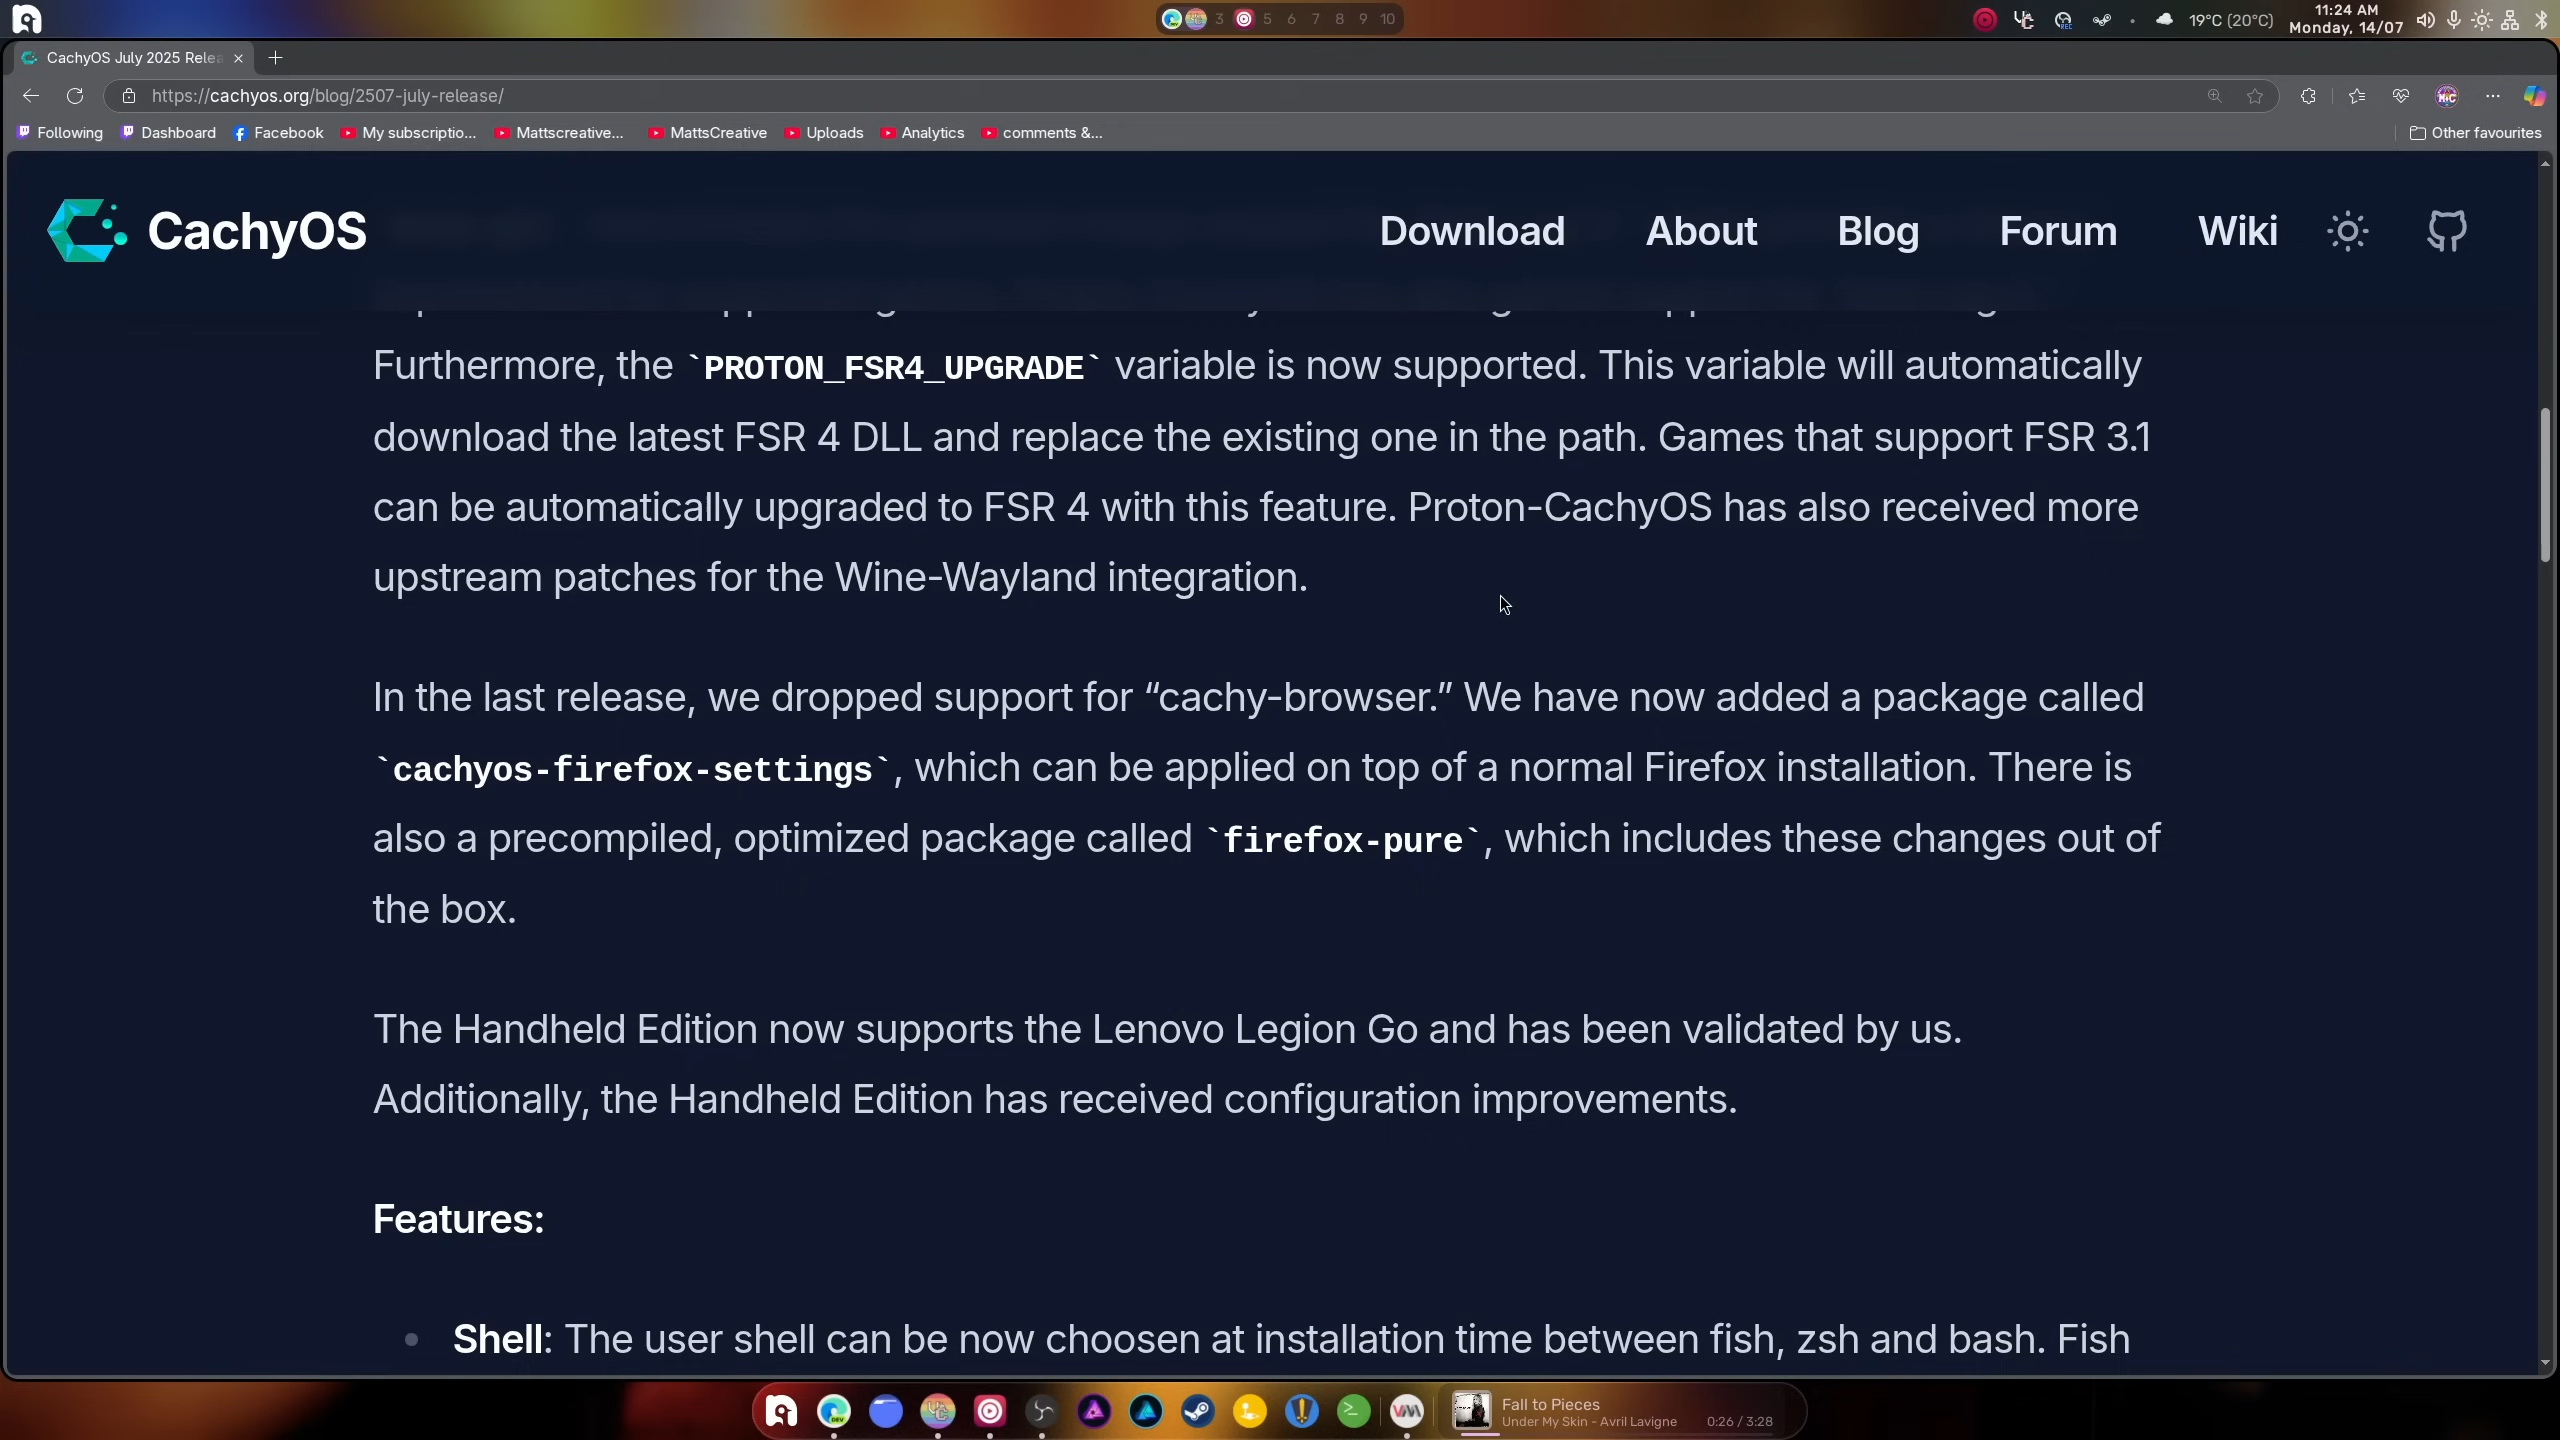 3 5 6 7 8 9 10
19°C (20°C)
11:24 AM
Monday, 14/07
CachyOS July 2025 Relea
https://cachyos.org/blog/2507-july-release/
Following Dashboard Facebook My subscriptio... Mattscreative... MattsCreative Uploads Analytics comments &... Other favourites
CachyOS
Download About Blog Forum Wiki
Furthermore, the `PROTON_FSR4_UPGRADE` variable is now supported. This variable will automatically
download the latest FSR 4 DLL and replace the existing one in the path. Games that support FSR 3.1
can be automatically upgraded to FSR 4 with this feature. Proton-CachyOS has also received more
upstream patches for the Wine-Wayland integration.
In the last release, we dropped support for “cachy-browser.” We have now added a package called
`cachyos-firefox-settings`, which can be applied on top of a normal Firefox installation. There is
also a precompiled, optimized package called `firefox-pure`, which includes these changes out of
the box.
The Handheld Edition now supports the Lenovo Legion Go and has been validated by us.
Additionally, the Handheld Edition has received configuration improvements.
Features:
Shell: The user shell can be now choosen at installation time between fish, zsh and bash. Fish
Fall to Pieces
Under My Skin - Avril Lavigne 0:26 / 3:28